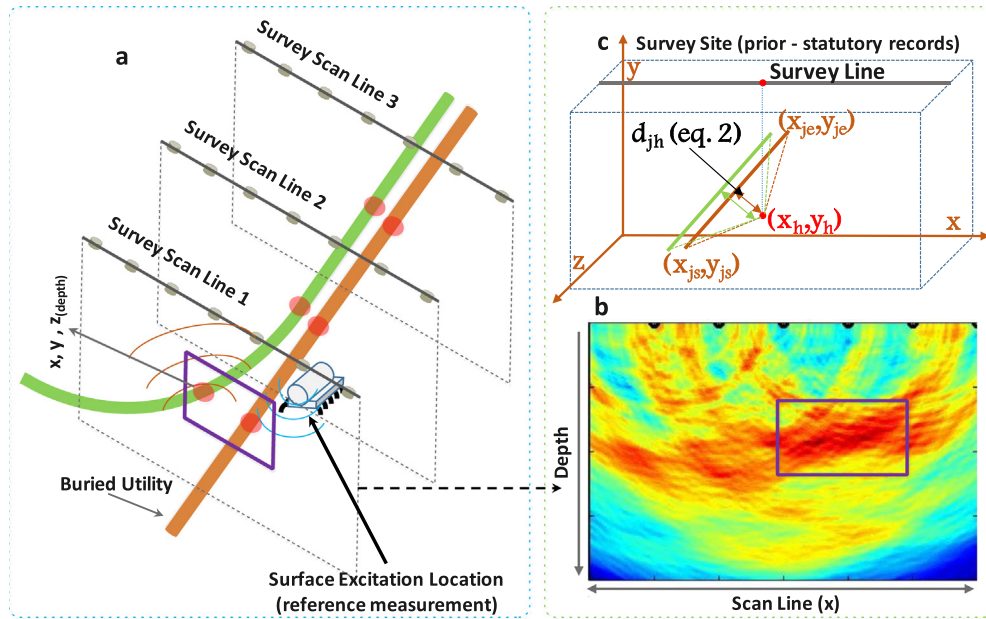 a
Survey Scan Line 3
Survey Scan Line 2
Survey Scan Line 1
x, y , z(depth)
Buried Utility
Surface Excitation Location
(reference measurement)
c
Survey Site (prior - statutory records)
y
Survey Line
(xje,yje)
djh (eq. 2)
(xh,yh)
x
z
(xjs,yjs)
b
Depth
Scan Line (x)